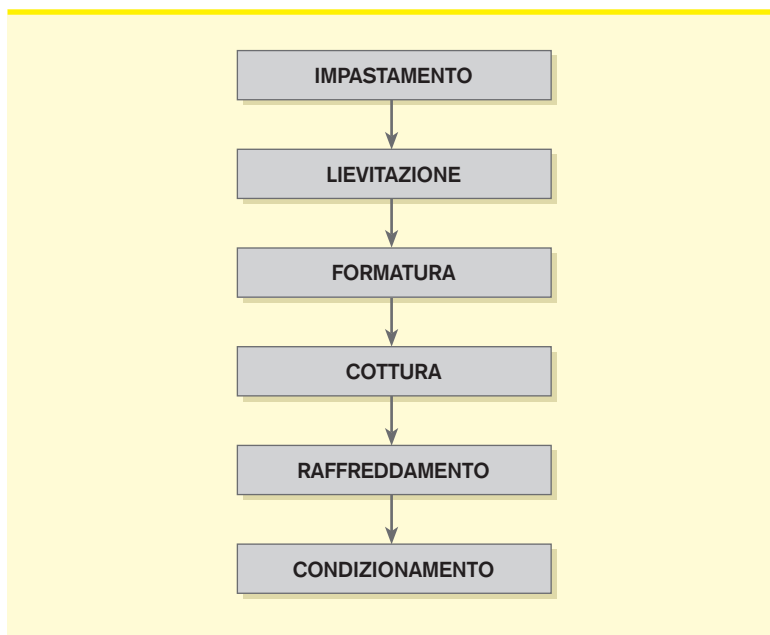 IMPASTAMENTO
LIEVITAZIONE
FORMATURA
COTTURA
RAFFREDDAMENTO
CONDIZIONAMENTO